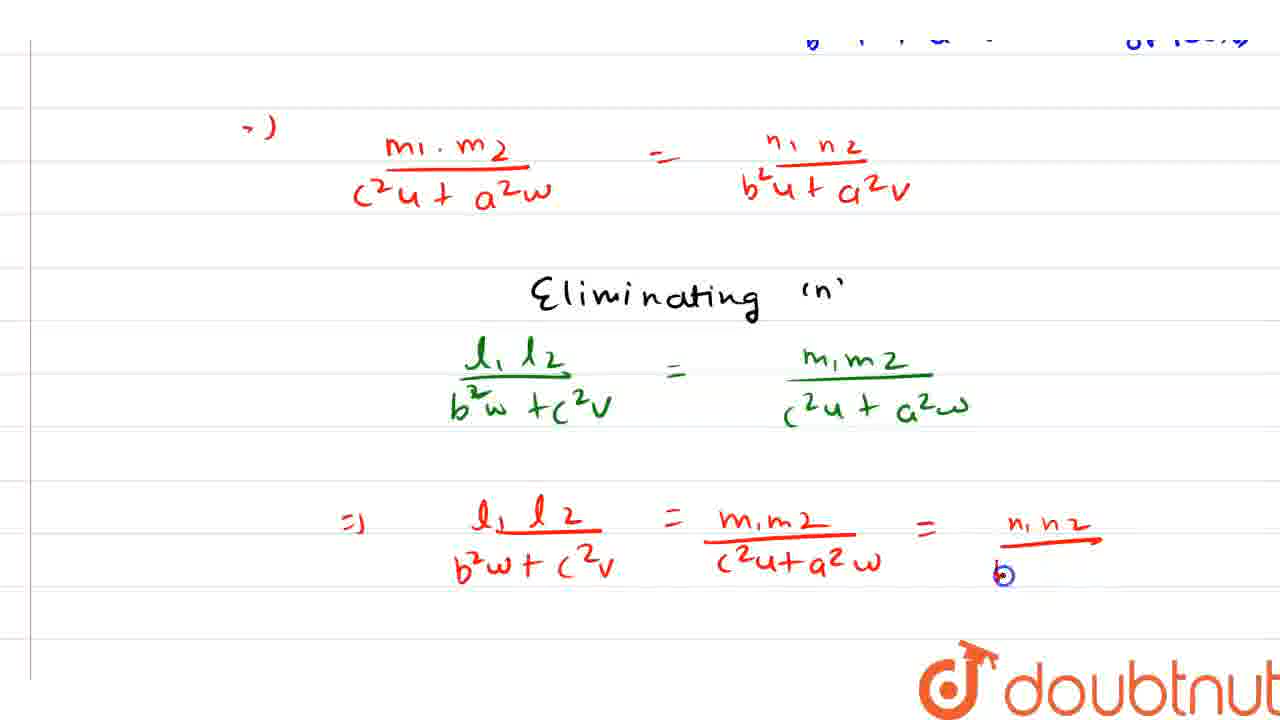 =) m1 . m2 / c²u + a²w = n1 n2 / b²u + a²v
Eliminating 'n'
l1 l2 / b²w + c²v = m1 m2 / c²u + a²w
=) l1 l2 / b²w + c²v = m1 m2 / c²u + a²w = n1 n2 / b
doubtnut